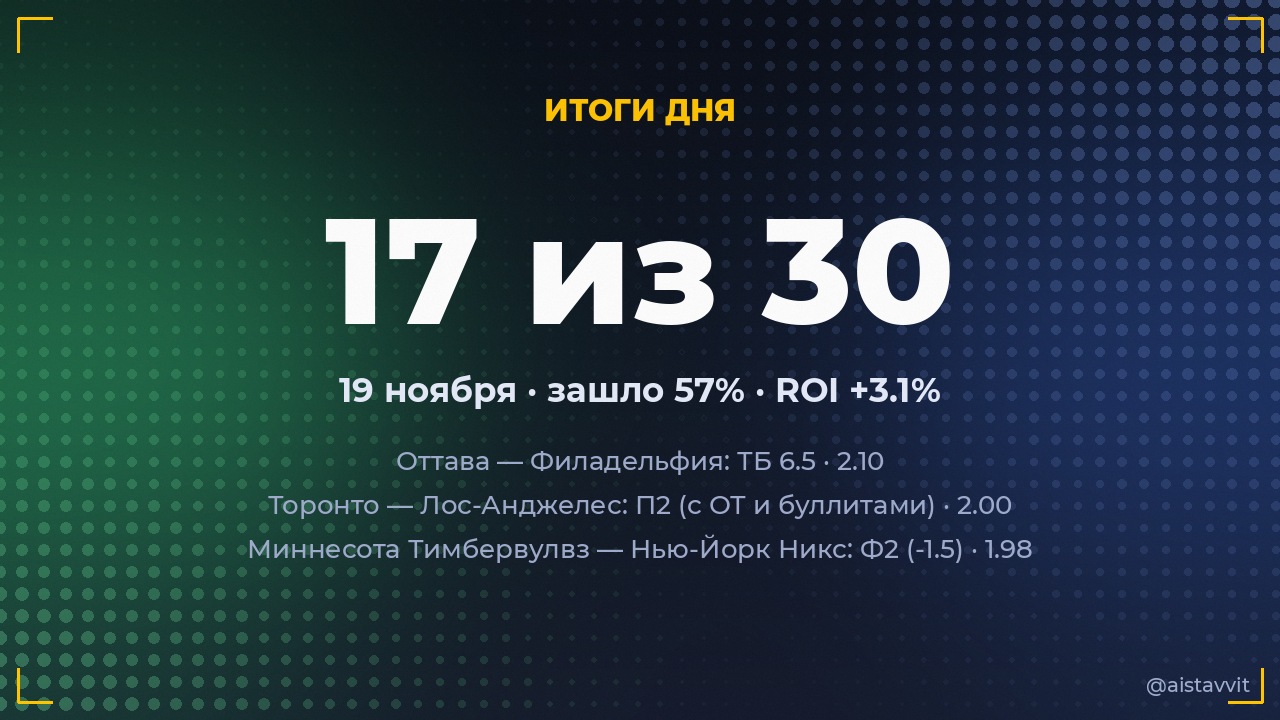 ИТОГИ ДНЯ
17 из 30
19 ноября · зашло 57% · ROI +3.1%
Оттава — Филадельфия: ТБ 6.5 · 2.10
Торонто — Лос-Анджелес: П2 (с ОТ и буллитами) · 2.00
Миннесота Тимбервулвз — Нью-Йорк Никс: Ф2 (-1.5) · 1.98
@aistavvit